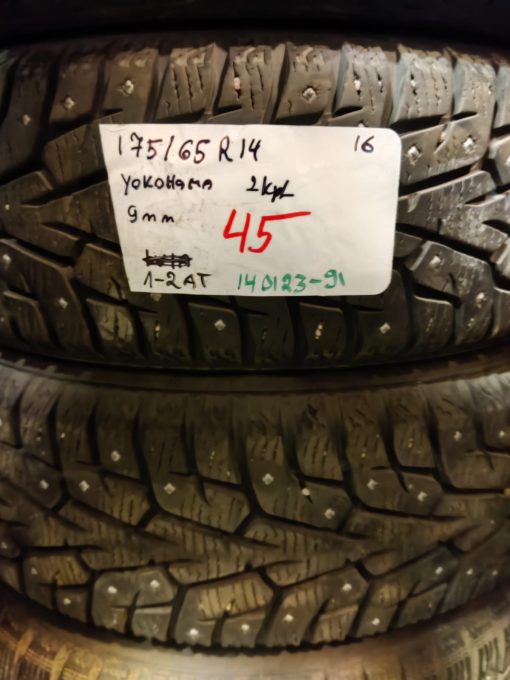 175/65 R14 16
YOKOHAMA 2kpl
9mm 45
1-2AT 140123-91